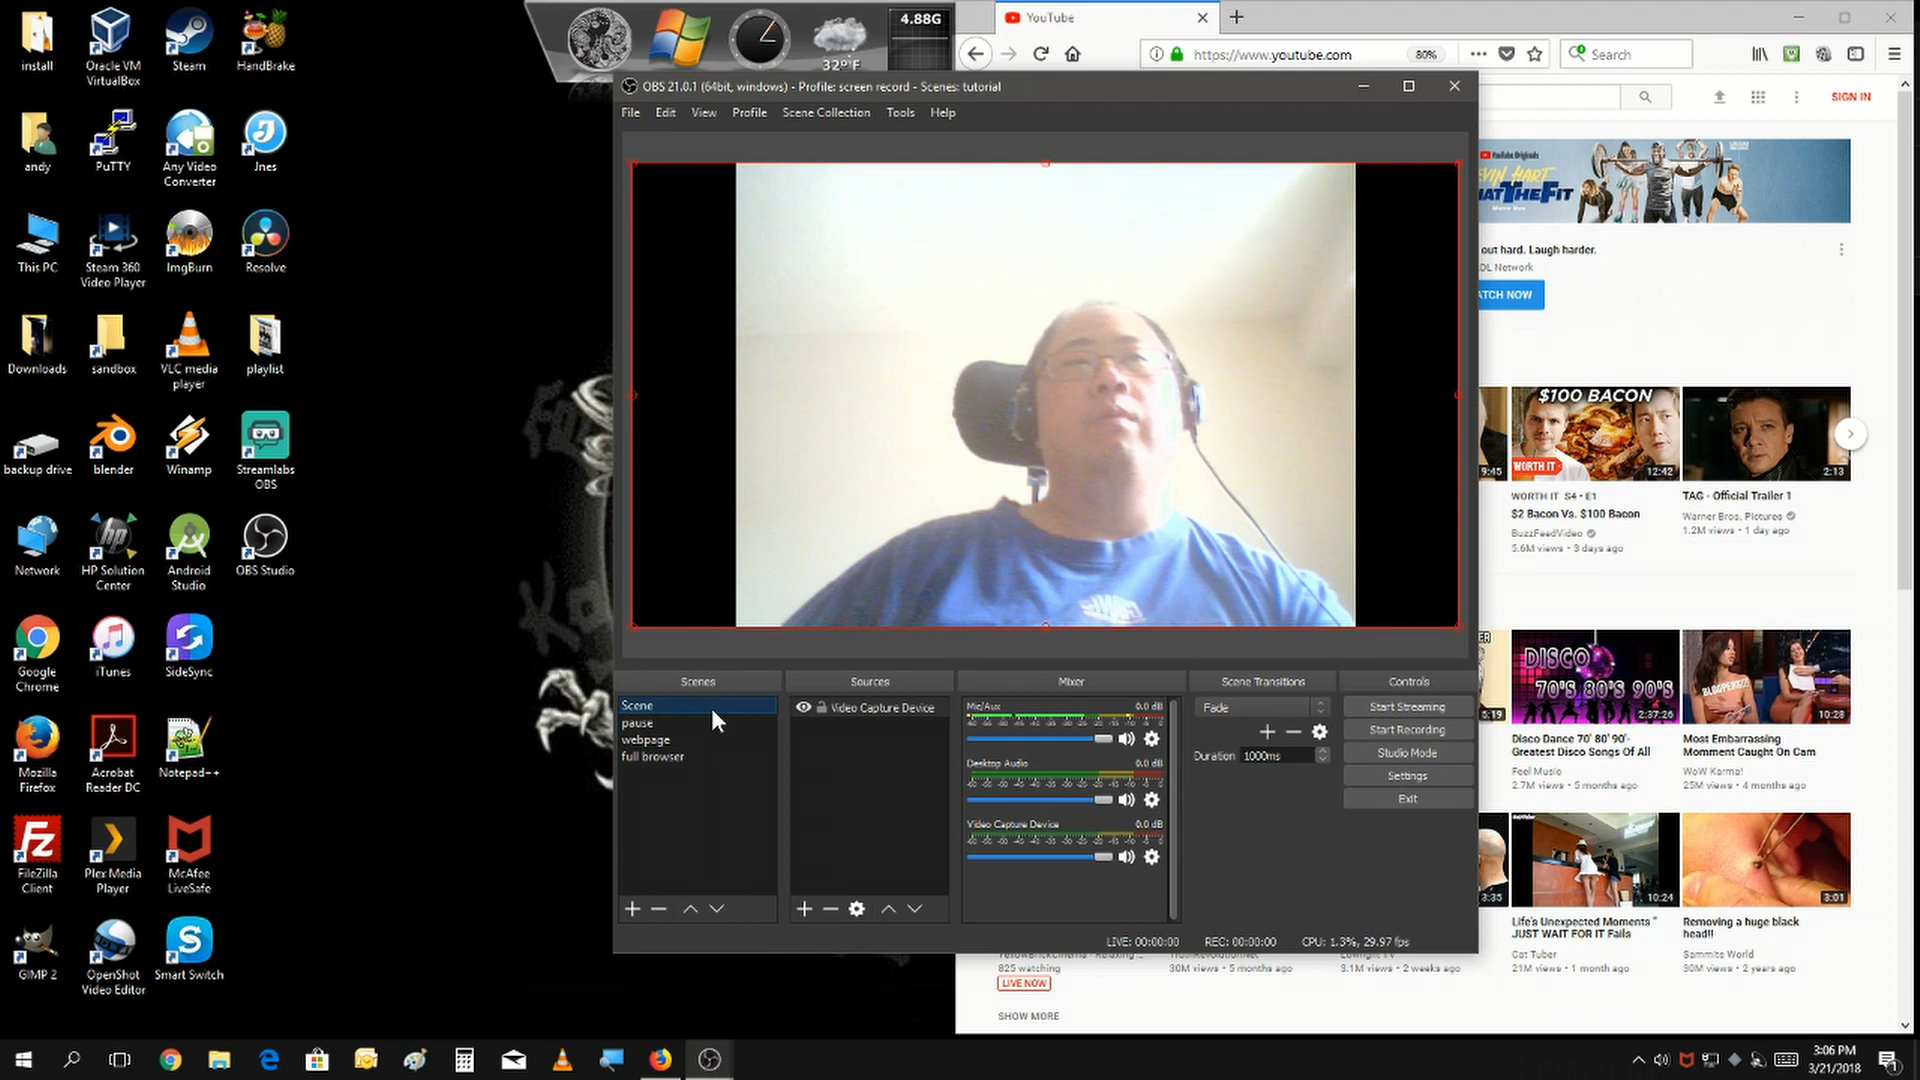 install
Oracle VM
VirtualBox
Steam
HandBrake
andy
PuTTY
Any Video
Converter
Jnes
This PC
Steam 360
Video Player
ImgBurn
Resolve
Downloads
sandbox
VLC media
player
playlist
backup drive
blender
Winamp
Streamlabs
OBS
Network
HP Solution
Center
Android
Studio
OBS Studio
Google
Chrome
iTunes
SideSync
Mozilla
Firefox
Acrobat
Reader DC
Notepad++
FileZilla
Client
Plex Media
Player
McAfee
LiveSafe
GIMP 2
OpenShot
Video Editor
Smart Switch
32°F
4.88G
YouTube
https://www.youtube.com
80%
Search
SIGN IN
OBS 21.0.1 (64bit, windows) - Profile: screen record - Scenes: tutorial
File Edit View Profile Scene Collection Tools Help
Scenes
Scene
pause
webpage
full browser
Sources
Video Capture Device
Mixer
Mic/Aux 0.0 dB
Desktop Audio 0.0 dB
Video Capture Device 0.0 dB
Scene Transitions
Fade
Duration 1000ms
Controls
Start Streaming
Start Recording
Studio Mode
Settings
Exit
LIVE: 00:00:00 REC: 00:00:00 CPU: 1.3%, 29.97 fps
YouTube Originals
out hard. Laugh harder.
OL Network
ATCH NOW
9:45
$100 BACON
WORTH IT
12:42
2:13
WORTH IT S4 • E1
$2 Bacon Vs. $100 Bacon
BuzzFeedVideo
5.6M views • 3 days ago
TAG - Official Trailer 1
Warner Bros. Pictures
1.2M views • 1 day ago
5:19
DISCO
70'S 80'S 90'S
2:37:26
BLOOPERS!
10:28
Disco Dance 70' 80' 90'-
Greatest Disco Songs Of All
Feel Music
2.7M views • 5 months ago
Most Embarrassing
Momment Caught On Cam
WoW Karma!
25M views • 4 months ago
3:35
10:24
3:01
Life's Unexpected Moments "
JUST WAIT FOR IT Fails
Cat Tuber
21M views • 1 month ago
Removing a huge black
head!!
Sammits World
30M views • 2 years ago
825 watching
LIVE NOW
30M views • 5 months ago
3.1M views • 2 weeks ago
SHOW MORE
3:06 PM
3/21/2018